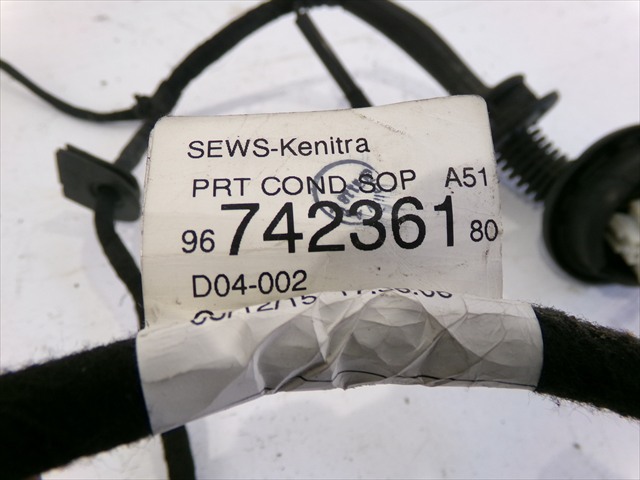 SEWS-Kenitra
PRT COND SOP A51
96 742361 80
D04-002